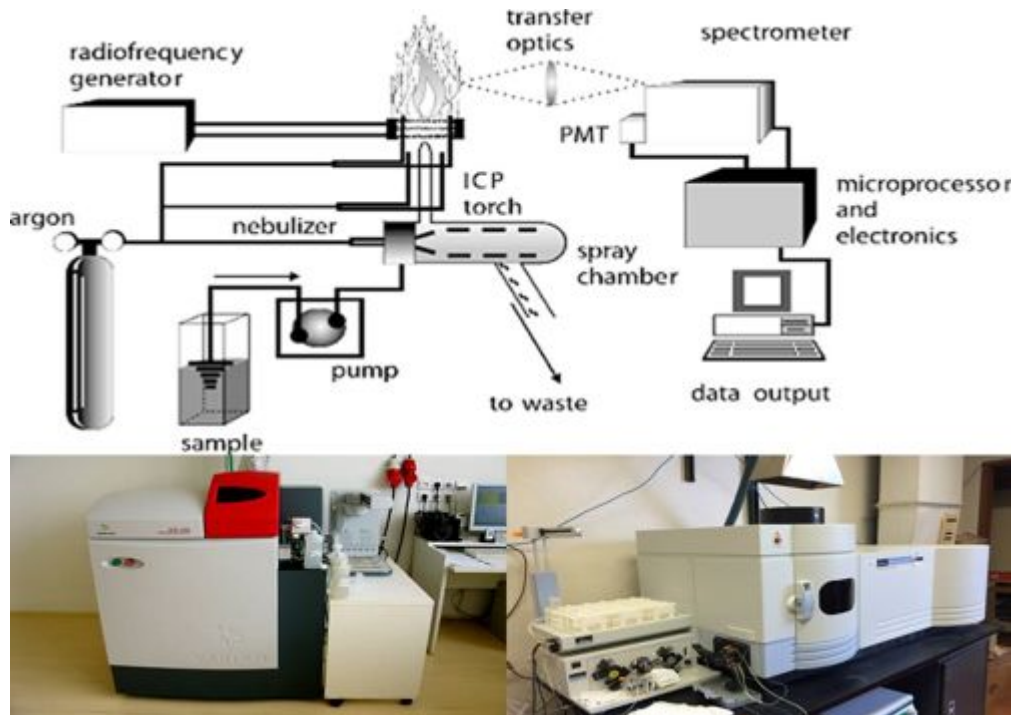 transfer
optics
spectrometer
radiofrequency
generator
PMT
ICP
torch
microprocessor
and
electronics
argon
nebulizer
spray
chamber
pump
data output
to waste
sample